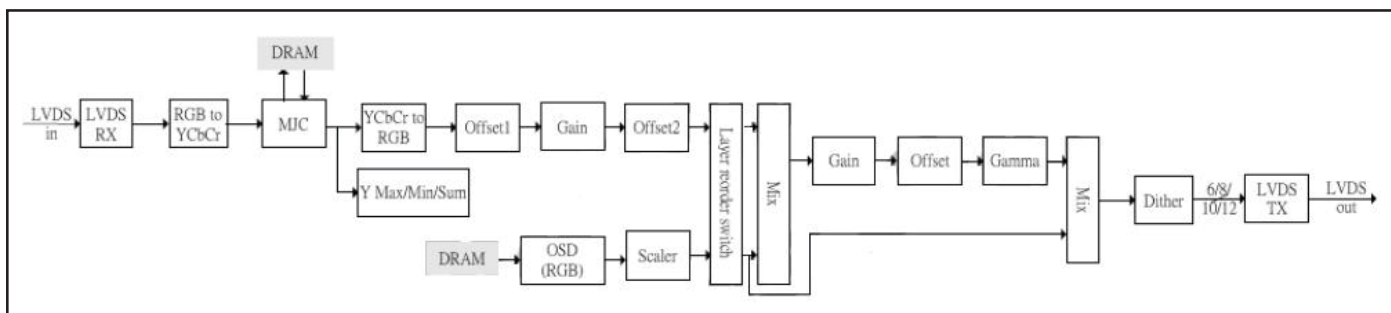 DRAM
LVDS
in
LVDS
RX
RGB to
YCbCr
MJC
YCbCr to
RGB
Offset1
Gain
Offset2
Layer reorder switch
Mix
Gain
Offset
Gamma
Mix
Dither
6/8/
10/12
LVDS
TX
LVDS
out
Y Max/Min/Sum
DRAM
OSD
(RGB)
Scaler